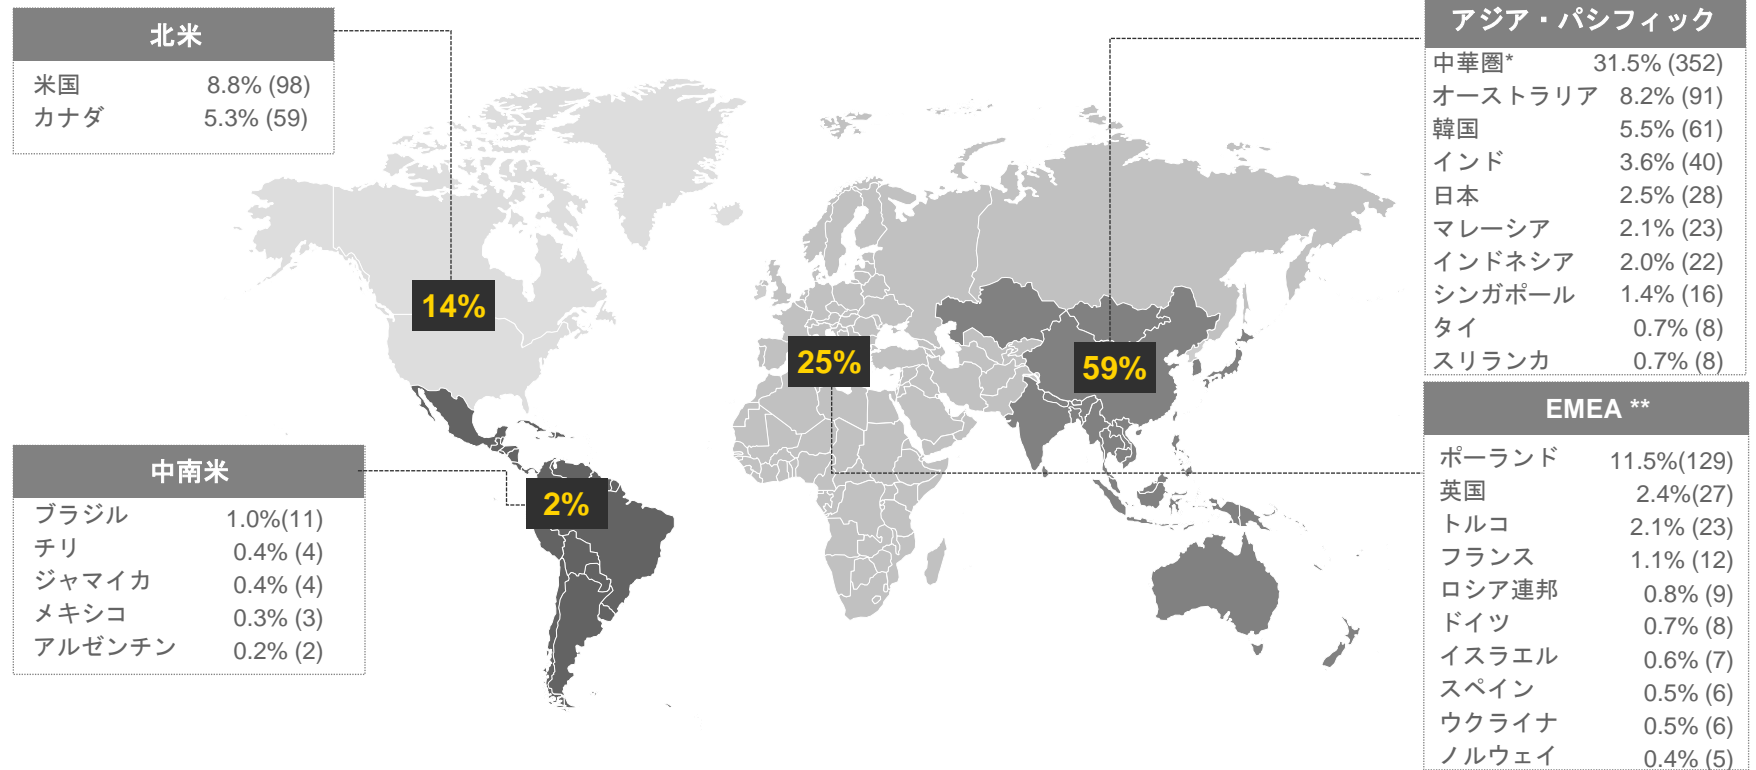 北米
米国 8.8% (98)
カナダ 5.3% (59)
14%
中南米
ブラジル 1.0%(11)
チリ 0.4% (4)
ジャマイカ 0.4% (4)
メキシコ 0.3% (3)
アルゼンチン 0.2% (2)
2%
25%
59%
アジア・パシフィック
中華圏* 31.5% (352)
オーストラリア 8.2% (91)
韓国 5.5% (61)
インド 3.6% (40)
日本 2.5% (28)
マレーシア 2.1% (23)
インドネシア 2.0% (22)
シンガポール 1.4% (16)
タイ 0.7% (8)
スリランカ 0.7% (8)
EMEA **
ポーランド 11.5%(129)
英国 2.4%(27)
トルコ 2.1% (23)
フランス 1.1% (12)
ロシア連邦 0.8% (9)
ドイツ 0.7% (8)
イスラエル 0.6% (7)
スペイン 0.5% (6)
ウクライナ 0.5% (6)
ノルウェイ 0.4% (5)